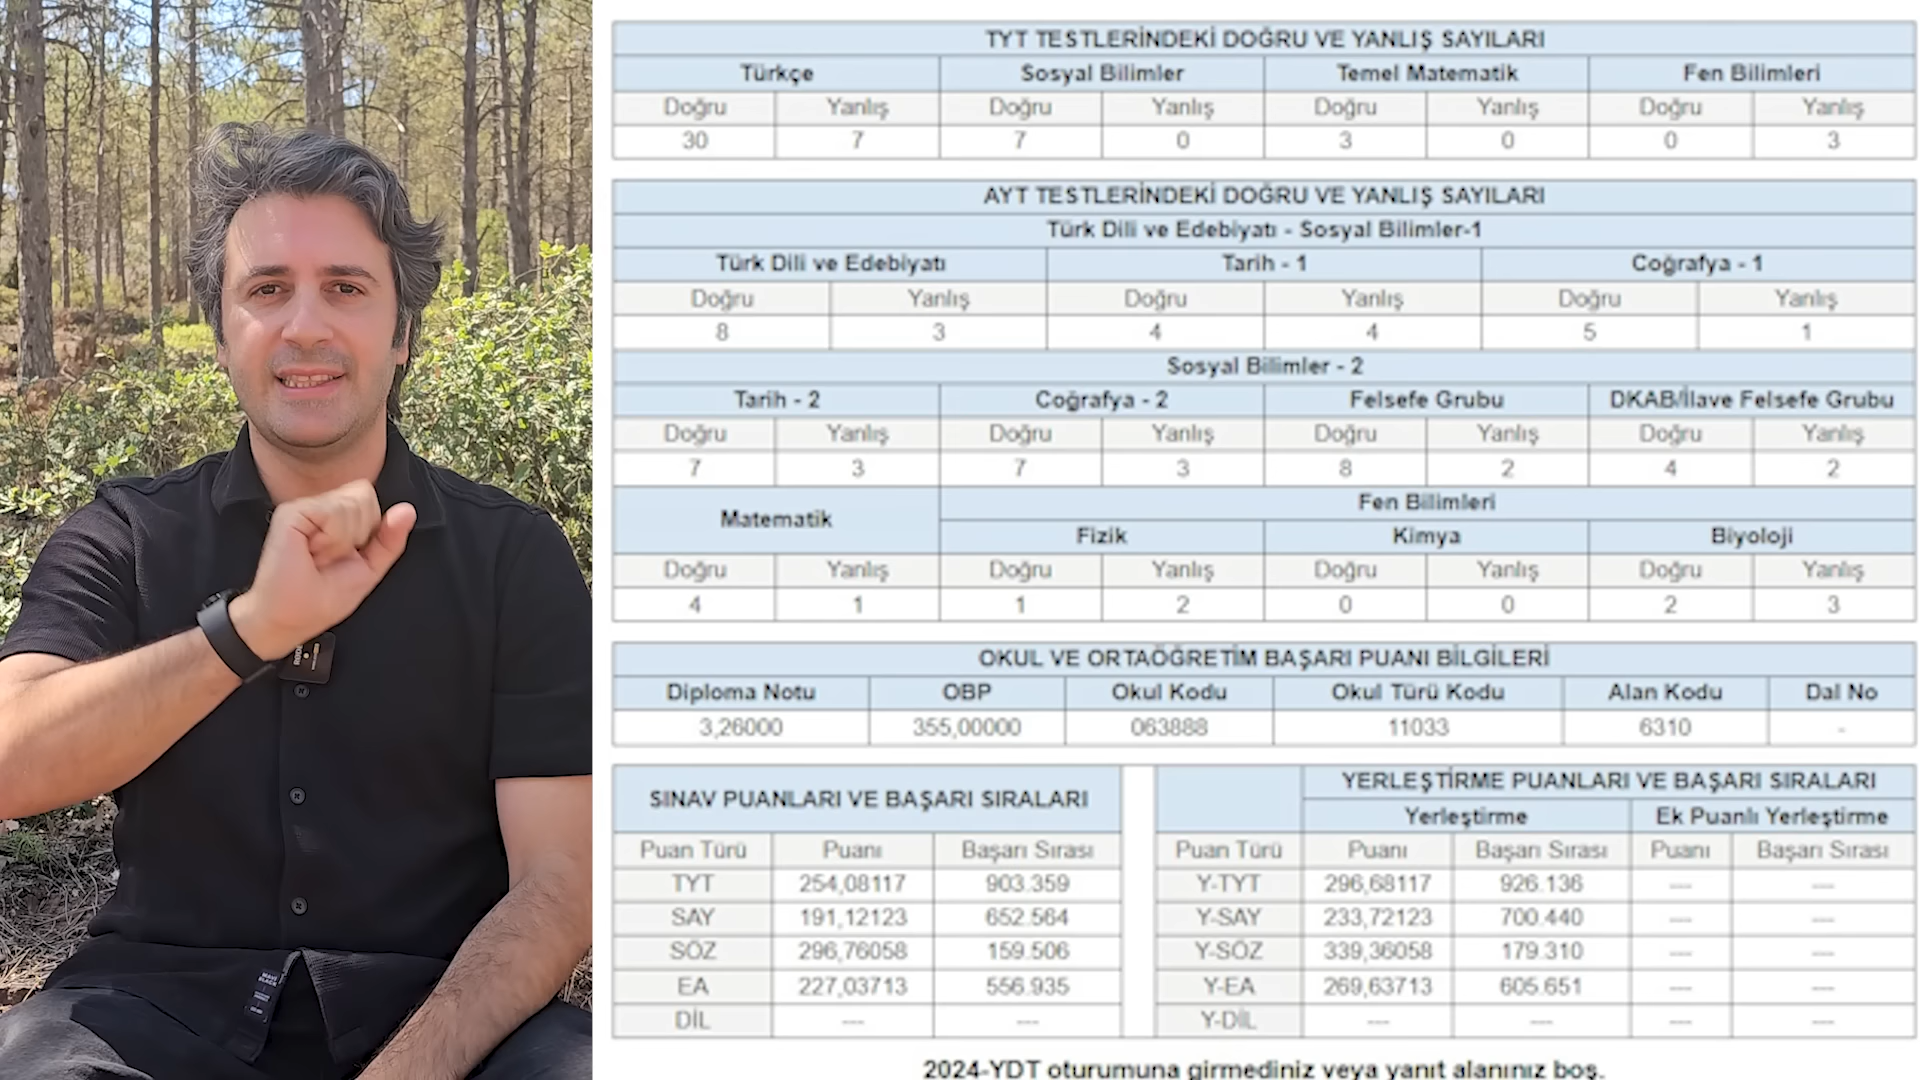 TYT TESTLERİNDEKİ DOĞRU VE YANLIŞ SAYILARI
Türkçe Sosyal Bilimler Temel Matematik Fen Bilimleri
Doğru Yanlış Doğru Yanlış Doğru Yanlış Doğru Yanlış
30 7 7 0 3 0 0 3
AYT TESTLERİNDEKİ DOĞRU VE YANLIŞ SAYILARI
Türk Dili ve Edebiyatı - Sosyal Bilimler-1
Türk Dili ve Edebiyatı Tarih - 1 Coğrafya - 1
Doğru Yanlış Doğru Yanlış Doğru Yanlış
8 3 4 4 5 1
Sosyal Bilimler - 2
Tarih - 2 Coğrafya - 2 Felsefe Grubu DKAB/İlave Felsefe Grubu
Doğru Yanlış Doğru Yanlış Doğru Yanlış Doğru Yanlış
7 3 7 3 8 2 4 2
Matematik Fen Bilimleri
Fizik Kimya Biyoloji
Doğru Yanlış Doğru Yanlış Doğru Yanlış Doğru Yanlış
4 1 1 2 0 0 2 3
OKUL VE ORTAÖĞRETİM BAŞARI PUANI BİLGİLERİ
Diploma Notu OBP Okul Kodu Okul Türü Kodu Alan Kodu Dal No
3,26000 355,00000 063888 11033 6310 -
SINAV PUANLARI VE BAŞARI SIRALARI
Puan Türü Puanı Başarı Sırası
TYT 254,08117 903.359
SAY 191,12123 652.564
SÖZ 296,76058 159.506
EA 227,03713 556.935
DİL --- ---
YERLEŞTİRME PUANLARI VE BAŞARI SIRALARI
Yerleştirme Ek Puanlı Yerleştirme
Puan Türü Puanı Başarı Sırası Puanı Başarı Sırası
Y-TYT 296,68117 926.136 --- ---
Y-SAY 233,72123 700.440 --- ---
Y-SÖZ 339,36058 179.310 --- ---
Y-EA 269,63713 605.651 --- ---
Y-DİL --- --- --- ---
2024-YDT oturumuna girmediniz veya yanıt alanınız boş.